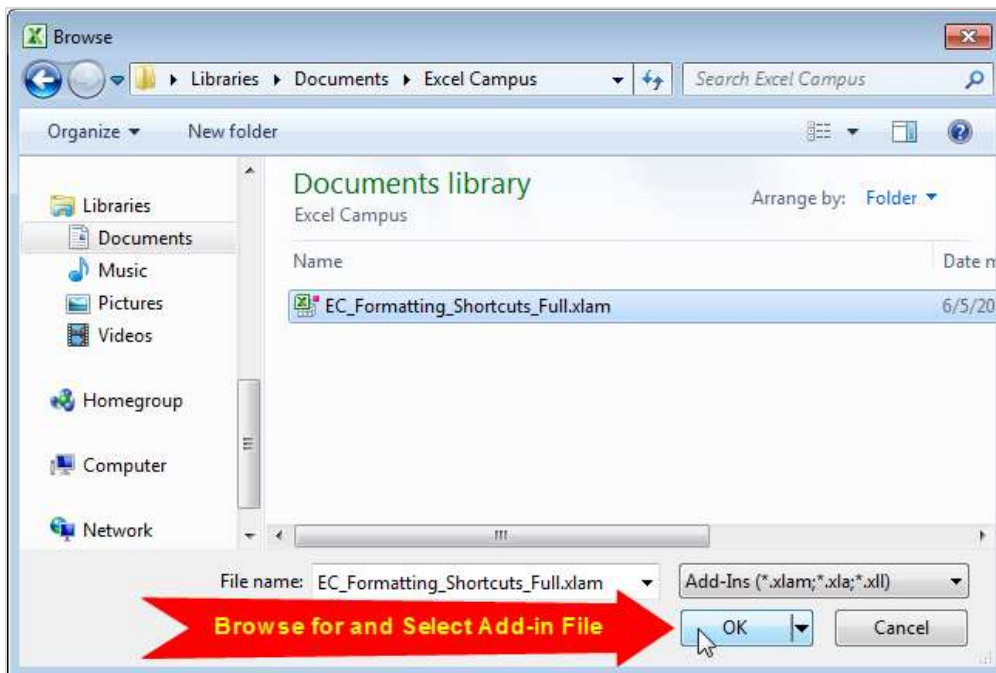 Browse
Libraries ▸ Documents ▸ Excel Campus
Search Excel Campus
Organize
New folder
Documents library
Excel Campus
Arrange by: Folder
Libraries
Documents
Music
Pictures
Videos
Homegroup
Computer
Network
Name
Date m
EC_Formatting_Shortcuts_Full.xlam
6/5/20
File name: EC_Formatting_Shortcuts_Full.xlam
Add-Ins (*.xlam;*.xla;*.xll)
Browse for and Select Add-in File
OK
Cancel